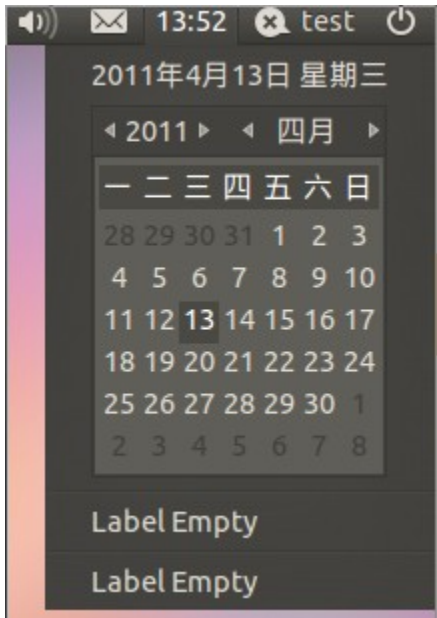 13:52 test
2011年4月13日 星期三
2011 四月
一 二 三 四 五 六 日
28 29 30 31 1 2 3
4 5 6 7 8 9 10
11 12 13 14 15 16 17
18 19 20 21 22 23 24
25 26 27 28 29 30 1
2 3 4 5 6 7 8
Label Empty
Label Empty